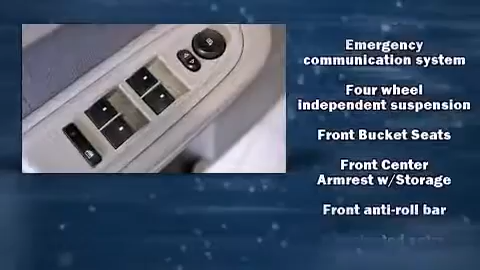 Emergency
communication system
Four wheel
independent suspension
Front Bucket Seats
Front Center
Armrest w/Storage
Front anti-roll bar